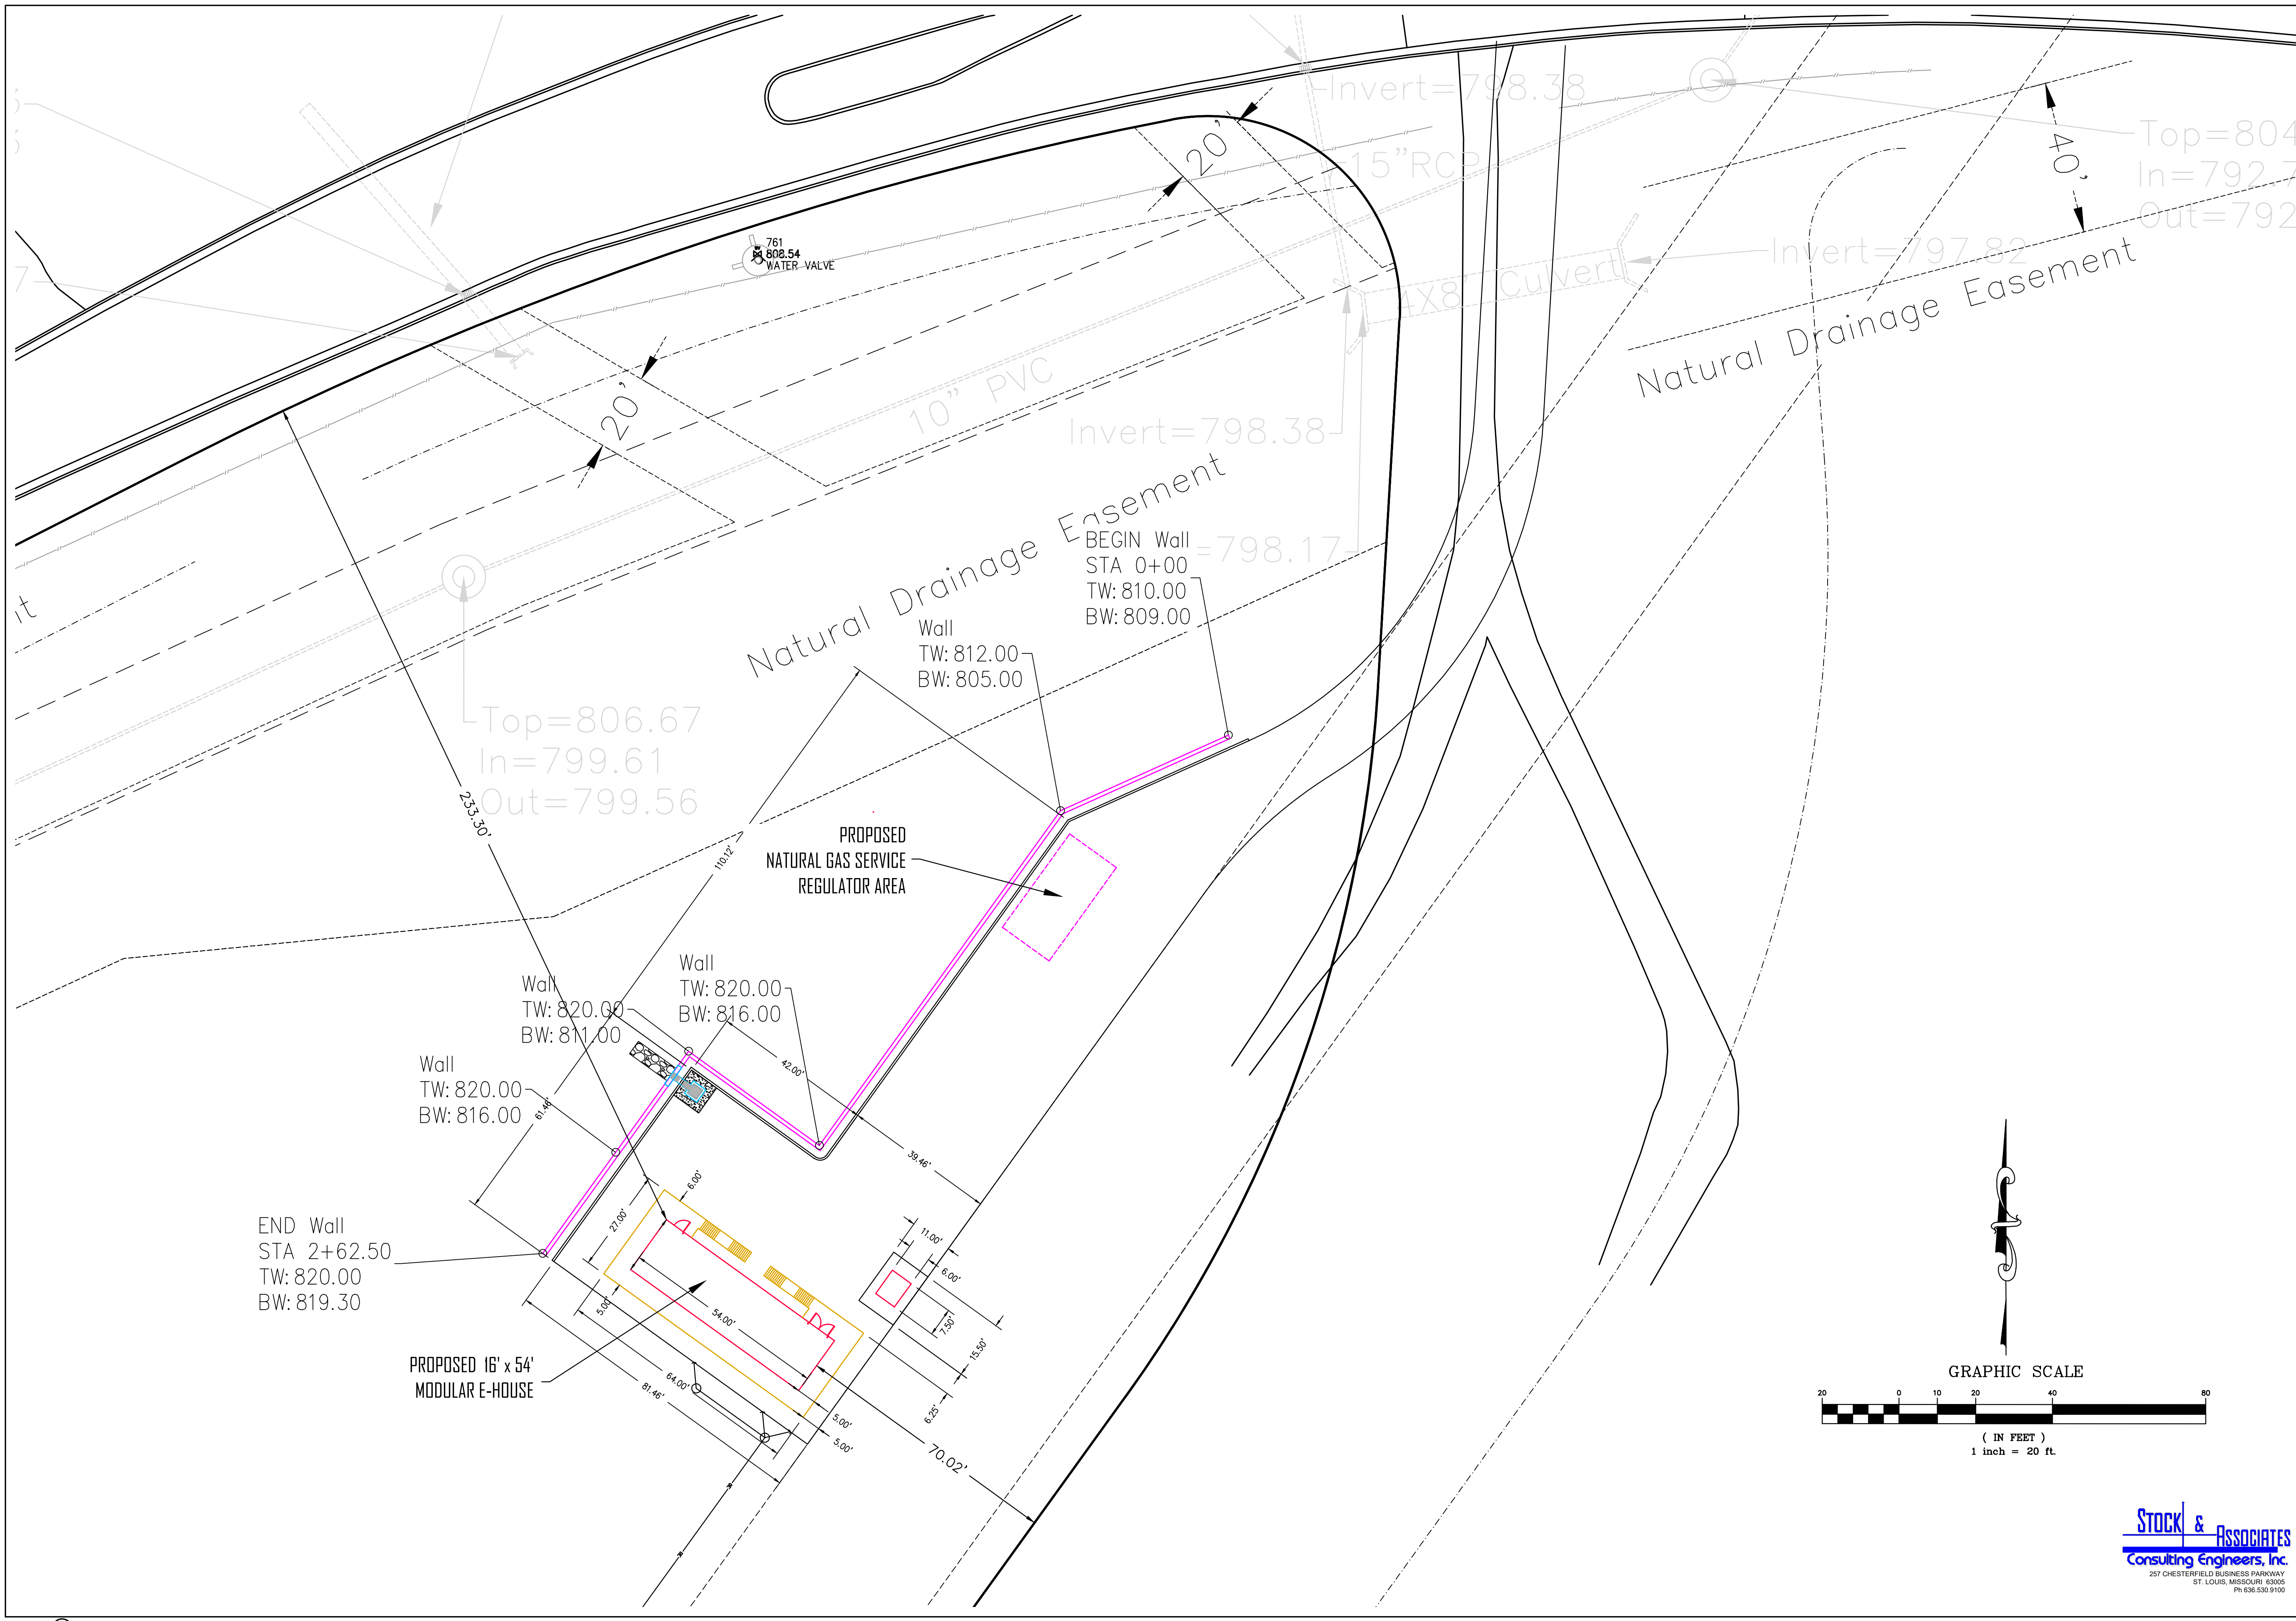 Invert=798.38
15"RCP
20'
40'
Top=804
In=792.7
Out=792
761
808.54
WATER VALVE
Invert=797.82
4X8' Culvert
Natural Drainage Easement
20'
10" PVC
Invert=798.38
Natural Drainage Easement
BEGIN Wall
STA 0+00
TW: 810.00
BW: 809.00
=798.17
Wall
TW: 812.00
BW: 805.00
Top=806.67
In=799.61
Out=799.56
233.30'
110.12'
PROPOSED
NATURAL GAS SERVICE
REGULATOR AREA
Wall
TW: 820.00
BW: 816.00
Wall
TW: 820.00
BW: 811.00
Wall
TW: 820.00
BW: 816.00
61.46'
42.00'
39.46'
END Wall
STA 2+62.50
TW: 820.00
BW: 819.30
6.00'
27.00'
5.00'
54.00'
11.00'
6.00'
7.50'
15.50'
6.25'
64.00'
81.46'
5.00'
5.00'
70.02'
PROPOSED 16' x 54'
MODULAR E-HOUSE
GRAPHIC SCALE
20 0 10 20 40 80
( IN FEET )
1 inch = 20 ft.
STOCK & ASSOCIATES
Consulting Engineers, Inc.
257 CHESTERFIELD BUSINESS PARKWAY
ST. LOUIS, MISSOURI 63005
Ph 636.530.9100